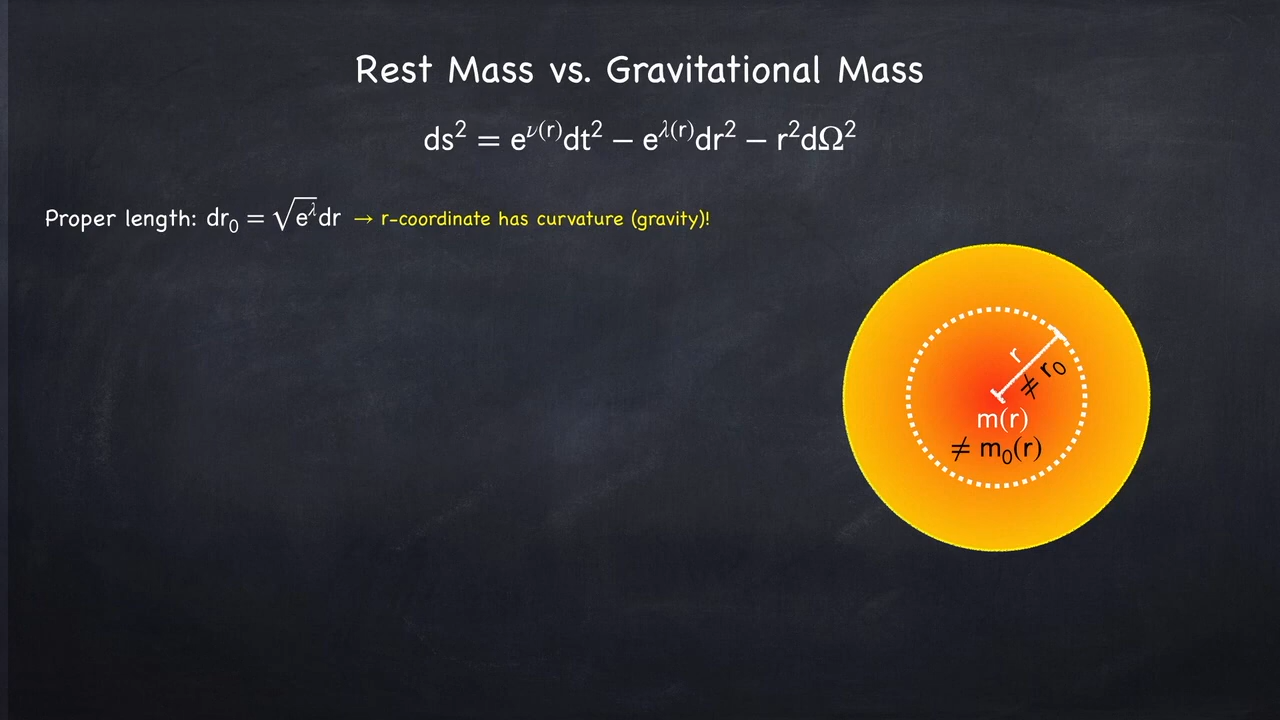 Rest Mass vs. Gravitational Mass
ds² = e^ν(r)dt² − e^λ(r)dr² − r²dΩ²
Proper length: dr₀ = √e^λ dr → r-coordinate has curvature (gravity)!
r
≠ r₀
m(r)
≠ m₀(r)